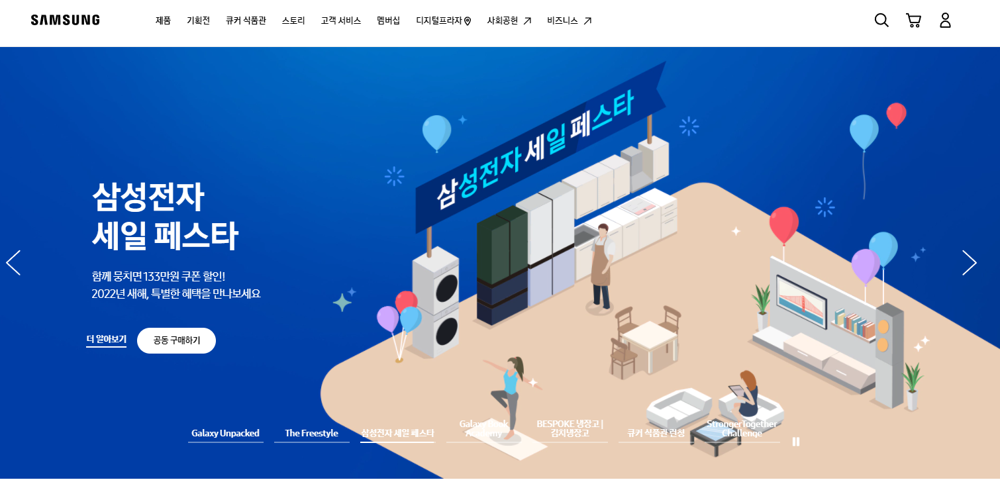 SAMSUNG
제품
기획전
큐커 식품관
스토리
고객 서비스
멤버십
디지털프라자
사회공헌
비즈니스
삼성전자 세일 페스타
삼성전자
세일 페스타
함께 뭉치면 133만원 쿠폰 할인!
2022년 새해, 특별한 혜택을 만나보세요
더 알아보기
공동 구매하기
Galaxy Unpacked
The Freestyle
삼성전자 세일 페스타
Galaxy Book
Academy
BESPOKE 냉장고 |
김치냉장고
큐커 식품관 런칭
StrongerTogether
Challenge